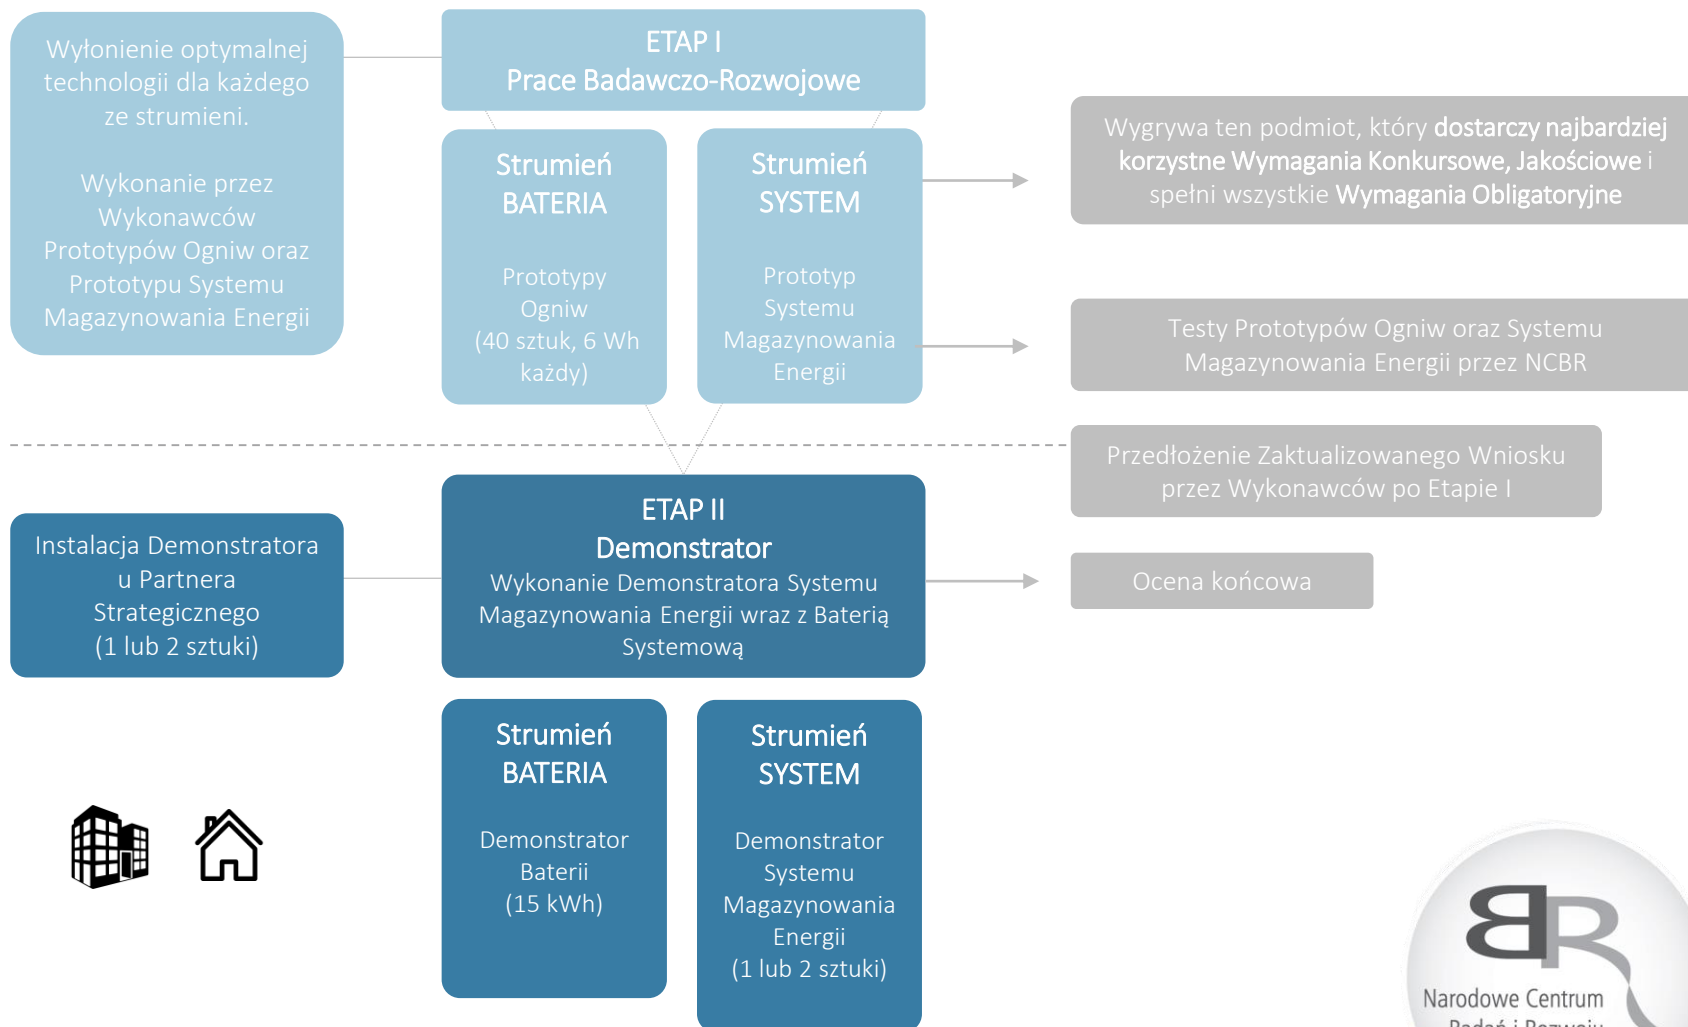 Wyłonienie optymalnej
technologii dla każdego
ze strumieni.
Wykonanie przez
Wykonawców
Prototypów Ogniw oraz
Prototypu Systemu
Magazynowania Energii
ETAP I
Prace Badawczo-Rozwojowe
Strumień
BATERIA
Prototypy
Ogniw
(40 sztuk, 6 Wh
każdy)
Strumień
SYSTEM
Prototyp
Systemu
Magazynowania
Energii
Wygrywa ten podmiot, który dostarczy najbardziej
korzystne Wymagania Konkursowe, Jakościowe i
spełni wszystkie Wymagania Obligatoryjne
Testy Prototypów Ogniw oraz Systemu
Magazynowania Energii przez NCBR
Przedłożenie Zaktualizowanego Wniosku
przez Wykonawców po Etapie I
Instalacja Demonstratora
u Partnera
Strategicznego
(1 lub 2 sztuki)
ETAP II
Demonstrator
Wykonanie Demonstratora Systemu
Magazynowania Energii wraz z Baterią
Systemową
Ocena końcowa
Strumień
BATERIA
Demonstrator
Baterii
(15 kWh)
Strumień
SYSTEM
Demonstrator
Systemu
Magazynowania
Energii
(1 lub 2 sztuki)
BR
Narodowe Centrum
Badań i Rozwoju